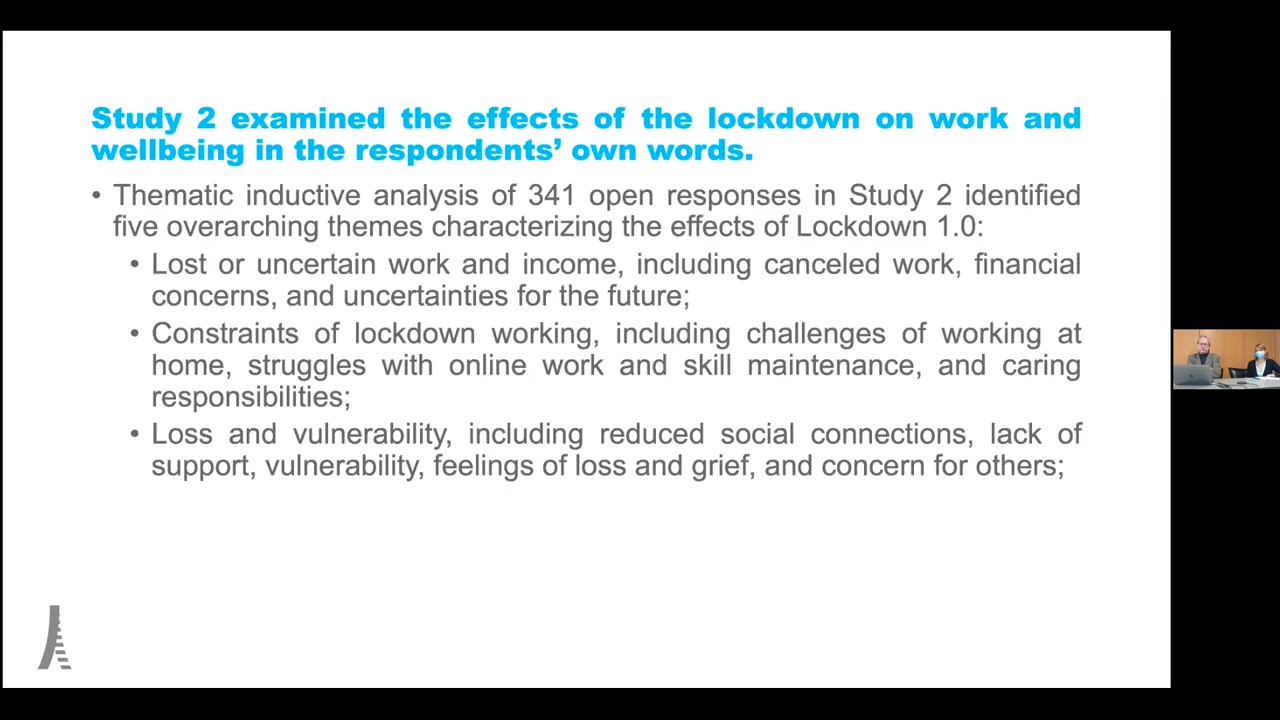 Study 2 examined the effects of the lockdown on work and
wellbeing in the respondents’ own words.
• Thematic inductive analysis of 341 open responses in Study 2 identified
five overarching themes characterizing the effects of Lockdown 1.0:
• Lost or uncertain work and income, including canceled work, financial
concerns, and uncertainties for the future;
• Constraints of lockdown working, including challenges of working at
home, struggles with online work and skill maintenance, and caring
responsibilities;
• Loss and vulnerability, including reduced social connections, lack of
support, vulnerability, feelings of loss and grief, and concern for others;